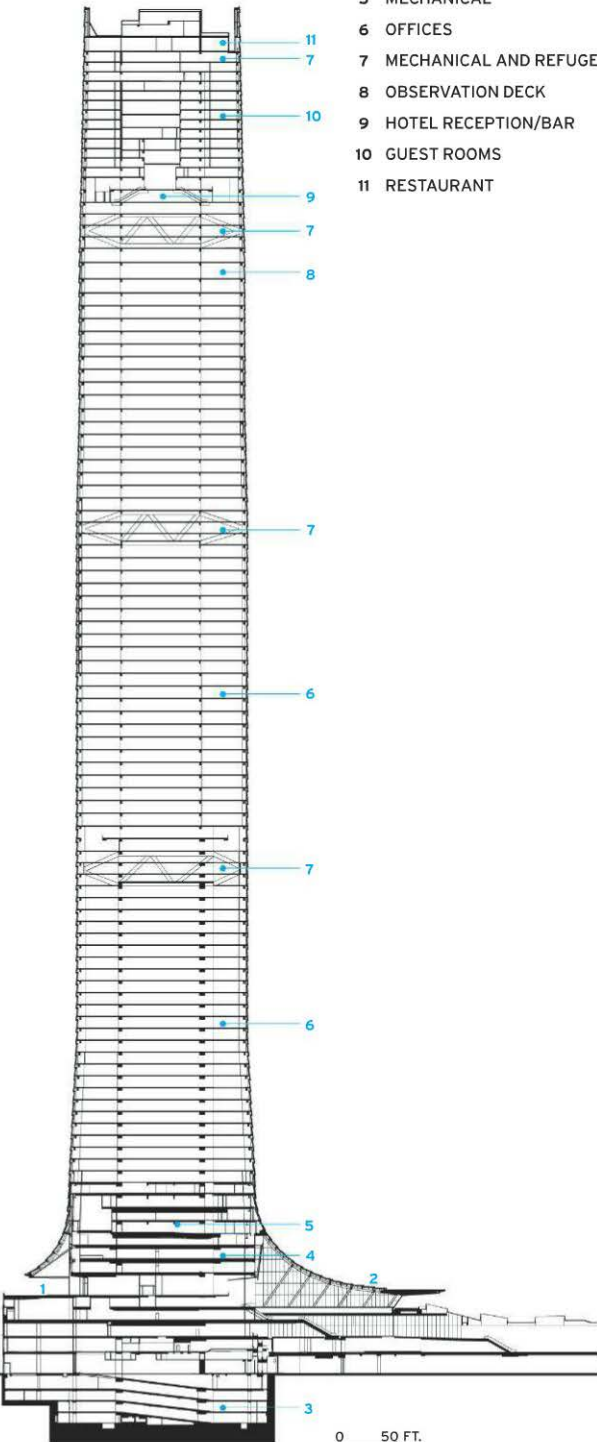 5 MECHANICAL
6 OFFICES
7 MECHANICAL AND REFUGE
8 OBSERVATION DECK
9 HOTEL RECEPTION/BAR
10 GUEST ROOMS
11 RESTAURANT
11
7
10
9
7
8
7
6
7
6
5
4
2
1
3
0 50 FT.